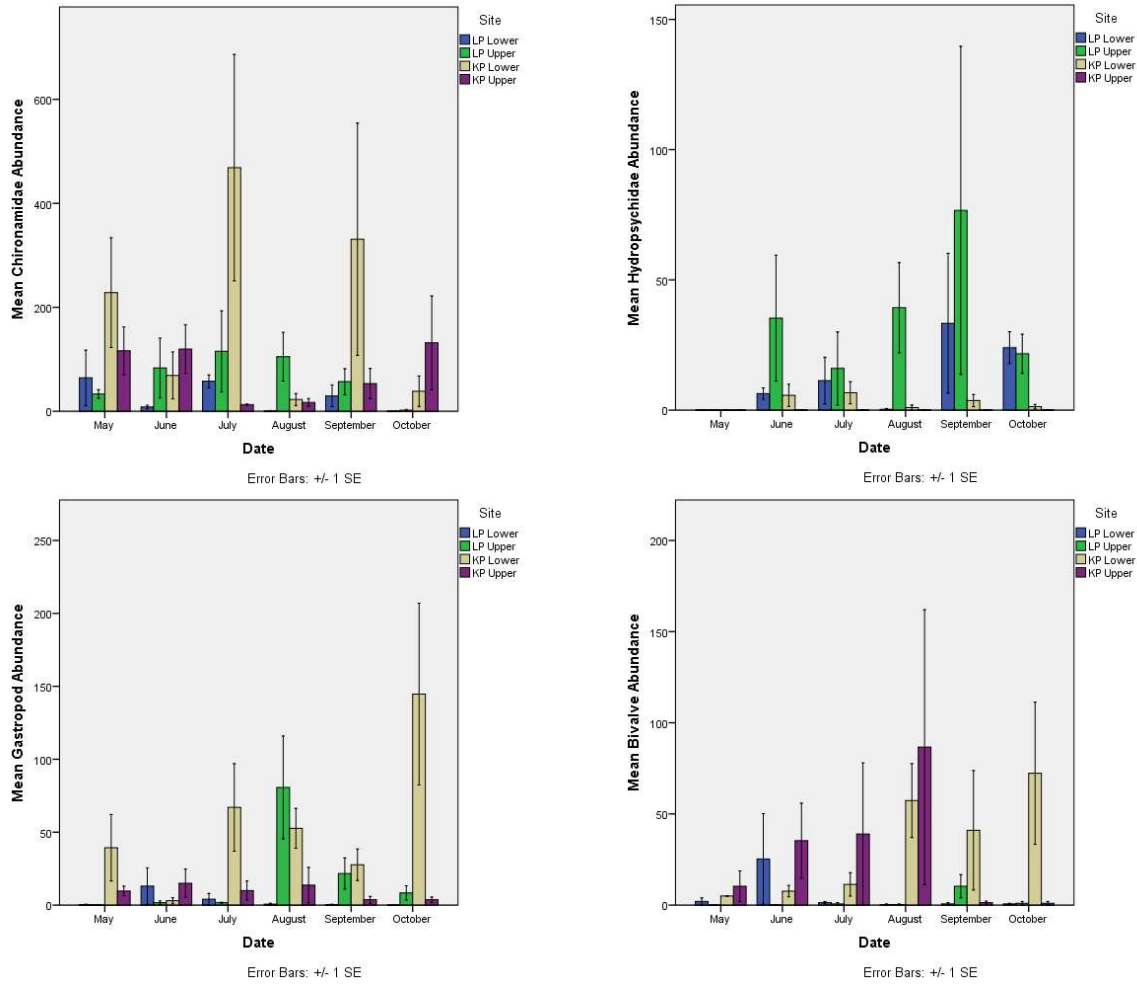 Mean Chironamidae Abundance
600
400
200
0
May June July August September October
Date
Error Bars: +/- 1 SE
Site
LP Lower
LP Upper
KP Lower
KP Upper
Mean Hydropsychidae Abundance
150
100
50
0
May June July August September October
Date
Error Bars: +/- 1 SE
Site
LP Lower
LP Upper
KP Lower
KP Upper
Mean Gastropod Abundance
250
200
150
100
50
0
May June July August September October
Date
Error Bars: +/- 1 SE
Site
LP Lower
LP Upper
KP Lower
KP Upper
Mean Bivalve Abundance
200
150
100
50
0
May June July August September October
Date
Error Bars: +/- 1 SE
Site
LP Lower
LP Upper
KP Lower
KP Upper